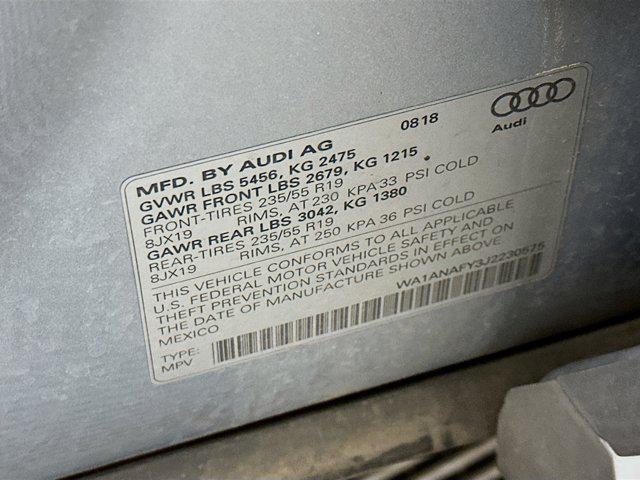 MFD. BY AUDI AG 0818
Audi
GVWR LBS 5456, KG 2475
GAWR FRONT LBS 2679, KG 1215
FRONT-TIRES 235/55 R19
8JX19 RIMS, AT 230 KPA 33 PSI COLD
GAWR REAR LBS 3042, KG 1380
REAR-TIRES 235/55 R19
8JX19 RIMS, AT 250 KPA 36 PSI COLD
THIS VEHICLE CONFORMS TO ALL APPLICABLE
U.S. FEDERAL MOTOR VEHICLE SAFETY AND
THEFT PREVENTION STANDARDS IN EFFECT ON
THE DATE OF MANUFACTURE SHOWN ABOVE
MEXICO WA1ANAFY3J2230575
TYPE:
MPV